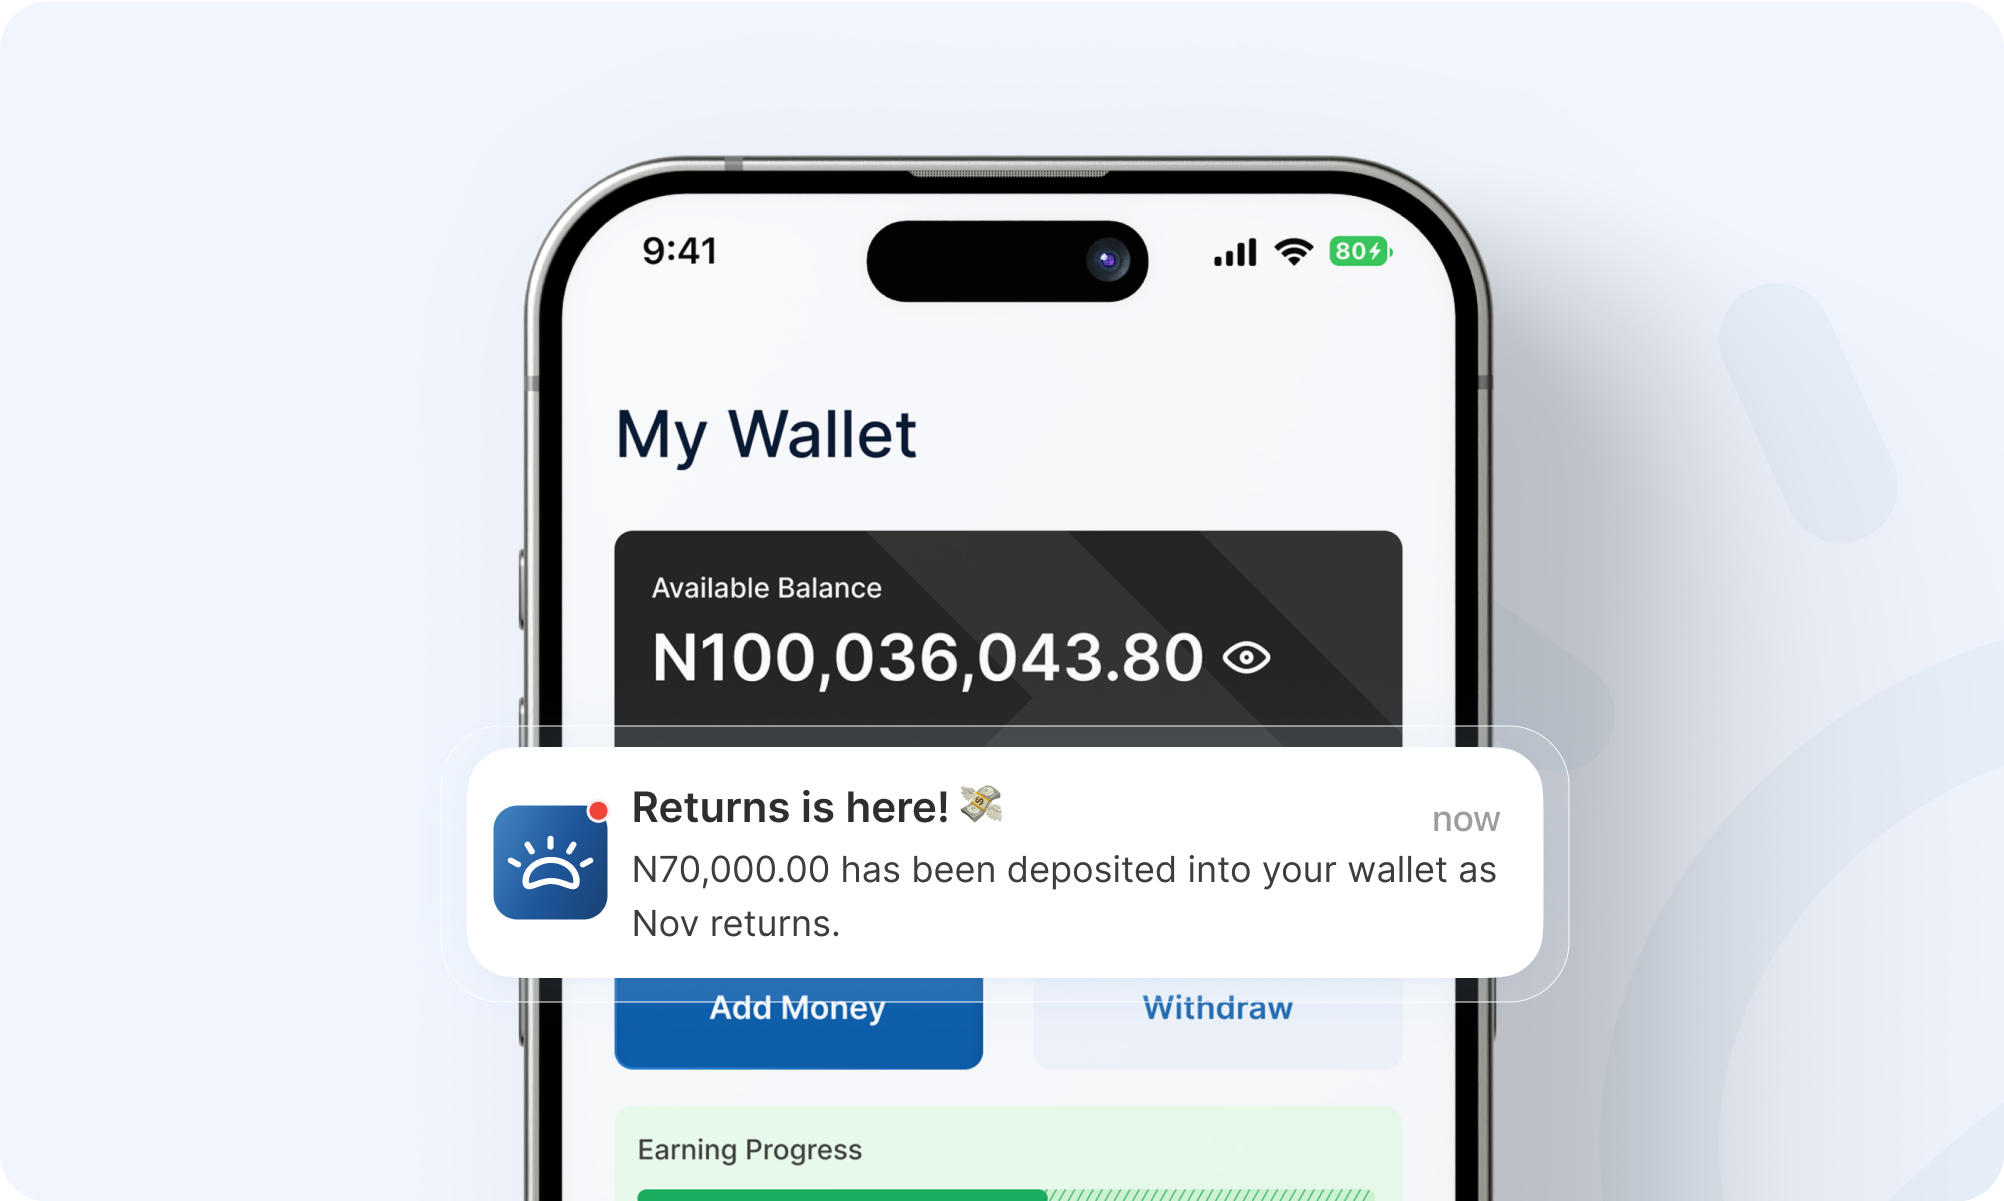 9:41
80
My Wallet
Available Balance
N100,036,043.80
Returns is here! 💸
now
N70,000.00 has been deposited into your wallet as
Nov returns.
Add Money
Withdraw
Earning Progress